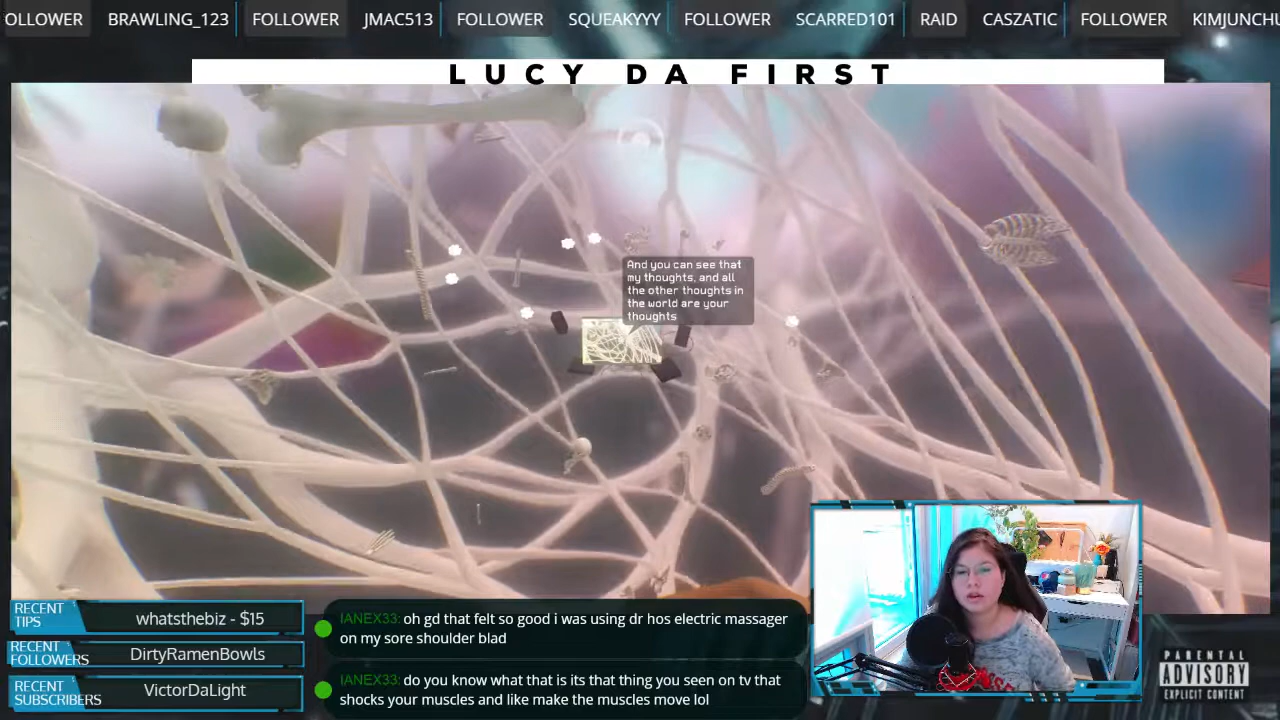 OLLOWER BRAWLING_123 FOLLOWER JMAC513 FOLLOWER SQUEAKYYY FOLLOWER SCARRED101 RAID CASZATIC FOLLOWER KIMJUNCHU
LUCY DA FIRST
And you can see that
my thoughts, and all
the other thoughts in
the world are your
thoughts
RECENT TIPS whatsthebiz - $15
RECENT FOLLOWERS DirtyRamenBowls
RECENT SUBSCRIBERS VictorDaLight
IANEX33: oh gd that felt so good i was using dr hos electric massager
on my sore shoulder blad
IANEX33: do you know what that is its that thing you seen on tv that
shocks your muscles and like make the muscles move lol
PARENTAL
ADVISORY
EXPLICIT CONTENT